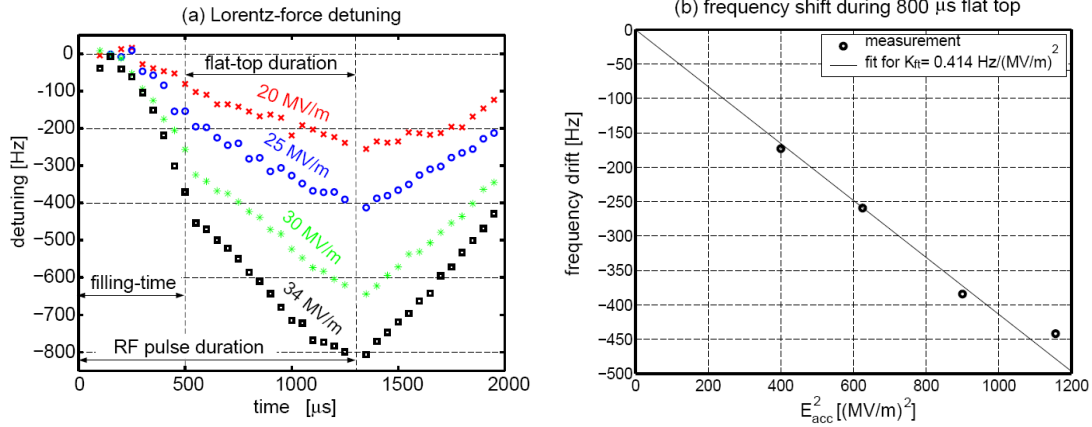 (a) Lorentz-force detuning
0
−100
−200
−300
−400
−500
−600
−700
−800
detuning [Hz]
flat-top duration
20 MV/m
25 MV/m
30 MV/m
34 MV/m
filling-time
RF pulse duration
0 500 1000 1500 2000
time [μs]
(b) frequency shift during 800 μs flat top
0
−50
−100
−150
−200
−250
−300
−350
−400
−450
−500
frequency drift [Hz]
measurement
fit for Kft= 0.414 Hz/(MV/m)²
0 200 400 600 800 1000 1200
E²acc [(MV/m)²]